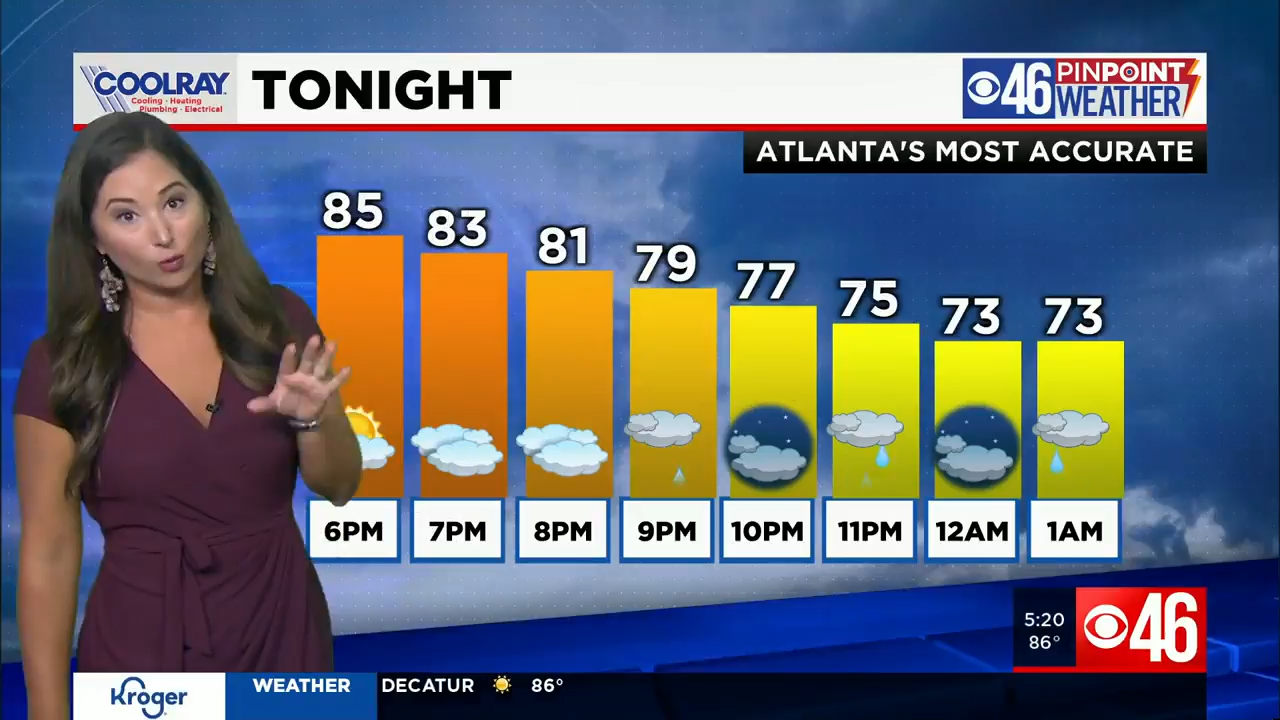 COOLRAY
Cooling · Heating
Plumbing · Electrical
TONIGHT
46 PINPOINT
WEATHER
ATLANTA'S MOST ACCURATE
85 83 81 79 77 75 73 73
6PM 7PM 8PM 9PM 10PM 11PM 12AM 1AM
5:20
86°
46
Kroger
WEATHER
DECATUR 86°